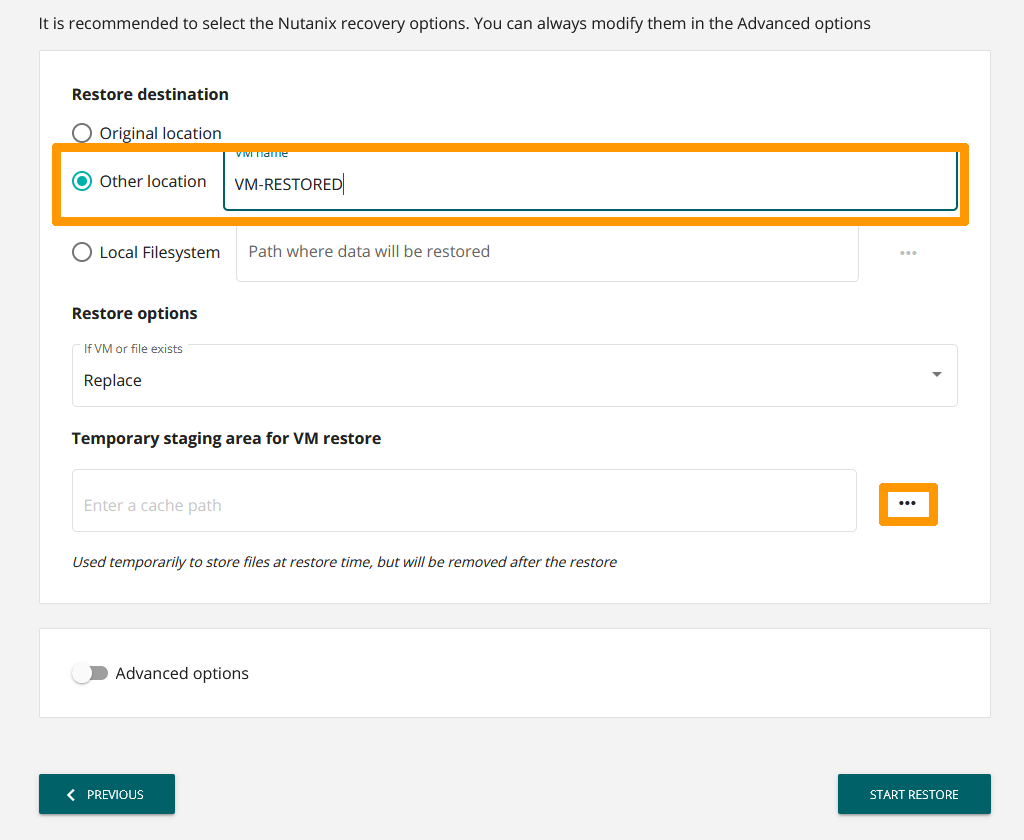 It is recommended to select the Nutanix recovery options. You can always modify them in the Advanced options
Restore destination
Original location
VM name
Other location
VM-RESTORED
Local Filesystem
Path where data will be restored
Restore options
If VM or file exists
Replace
Temporary staging area for VM restore
Enter a cache path
Used temporarily to store files at restore time, but will be removed after the restore
Advanced options
PREVIOUS
START RESTORE